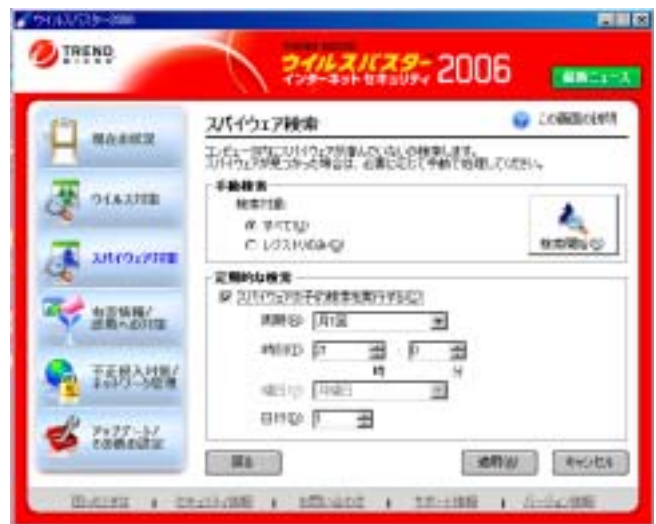 ウイルスバスター2006
TREND
MICRO
ウイルスバスター 2006
インターネット セキュリティ
最新ニュース
現在の状況
ウイルス対策
スパイウェア対策
有害情報/
迷惑への対策
不正侵入対策/
ネットワーク管理
アップデート/
その他の設定
スパイウェア検索
この画面の説明
コンピュータ内にスパイウェアが潜んでいないか検索します。
スパイウェアが見つかった場合は、必要に応じて手動で処理してください。
手動検索
検索対象:
すべて(L)
レジストリのみ(G)
検索開始(S)
定期的な検索
スパイウェアの予約検索を実行する(C)
周期(B) 月1回
時刻(T) 21 : 0
時 分
曜日(Y) 月曜日
日付(D) 1
戻る
適用(W)
キャンセル
困ったときは
セキュリティ情報
お問い合わせ
サポート情報
バージョン情報